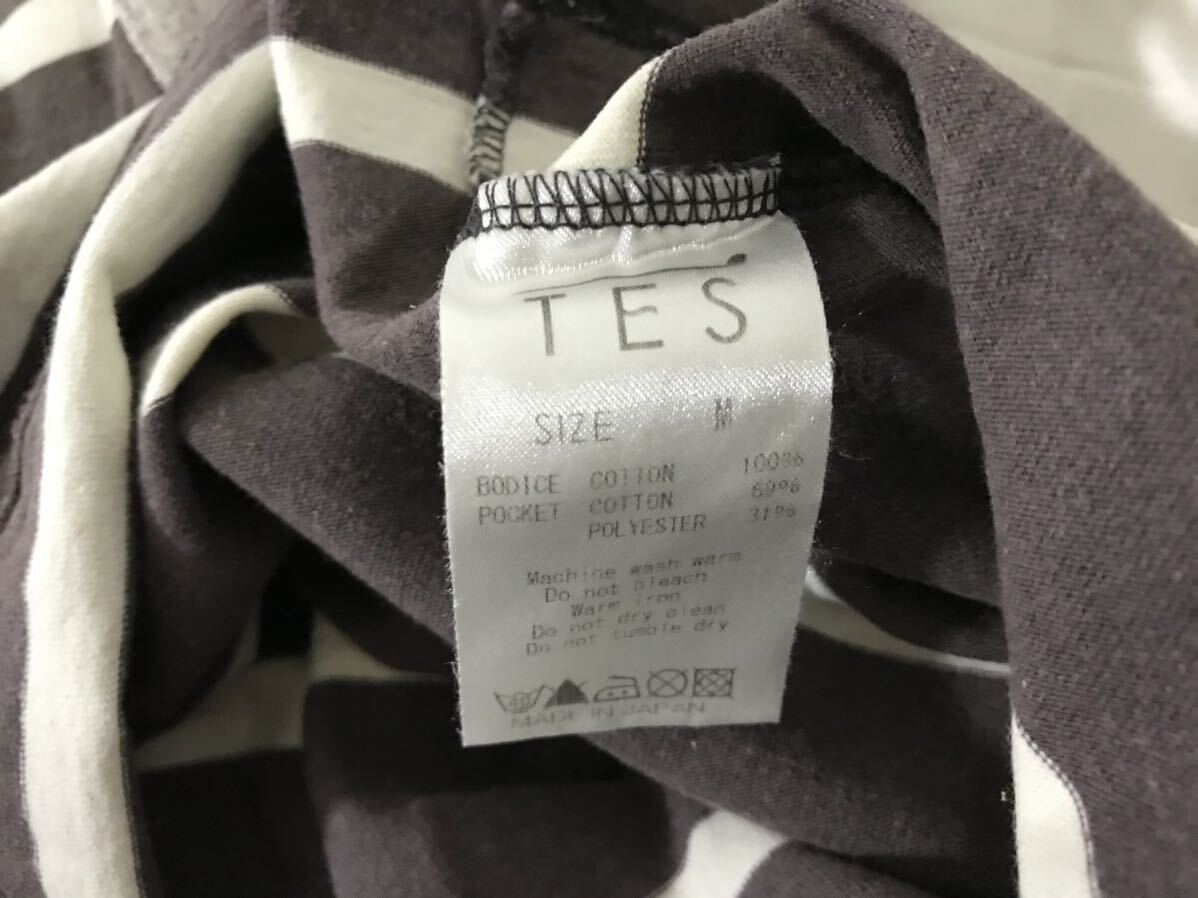 TES
SIZE M
BODICE COTTON 100%
POCKET COTTON 69%
POLYESTER 31%
Machine wash warm
Do not bleach
Warm iron
Do not dry clean
Do not tumble dry
40
MADE IN JAPAN